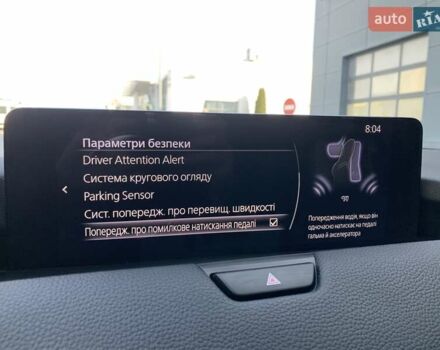 auto RIA
8:04
Параметри безпеки
Driver Attention Alert
Система кругового огляду
Parking Sensor
Сист. попередж. про перевищ. швидкості
Попередж. про помилкове натискання педалі
Попередження водія, якщо він
одночасно натискає на педалі
гальма й акселератора